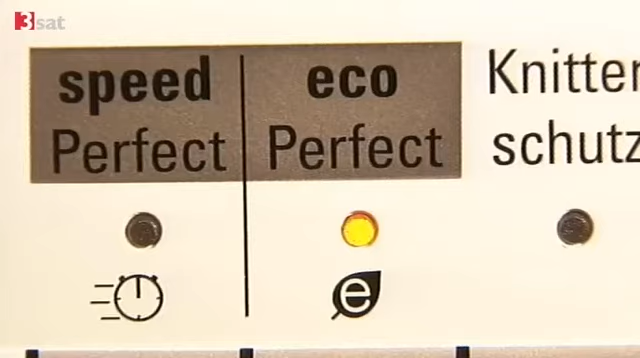 3sat
speed
Perfect
eco
Perfect
Knitter
schutz
e